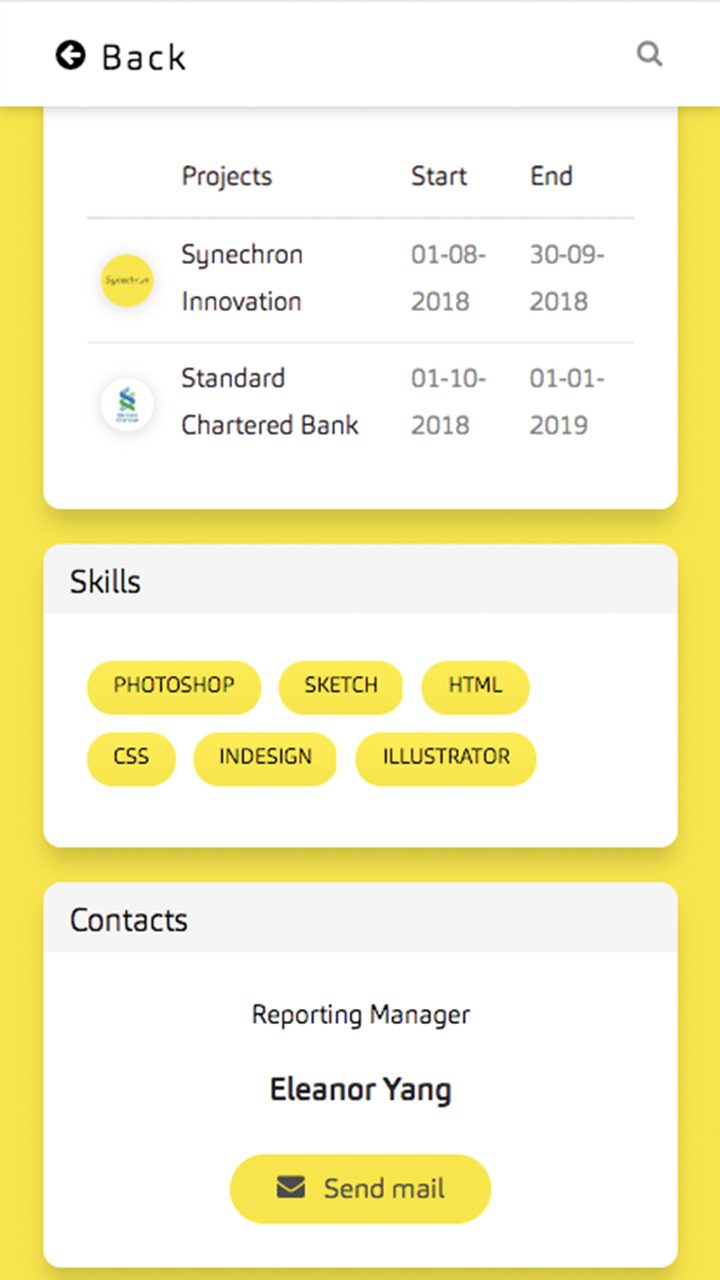 Back
Projects Start End
Synechron 01-08- 30-09-
Innovation 2018 2018
Synechron
Standard 01-10- 01-01-
Chartered Bank 2018 2019
Skills
PHOTOSHOP SKETCH HTML
CSS INDESIGN ILLUSTRATOR
Contacts
Reporting Manager
Eleanor Yang
Send mail